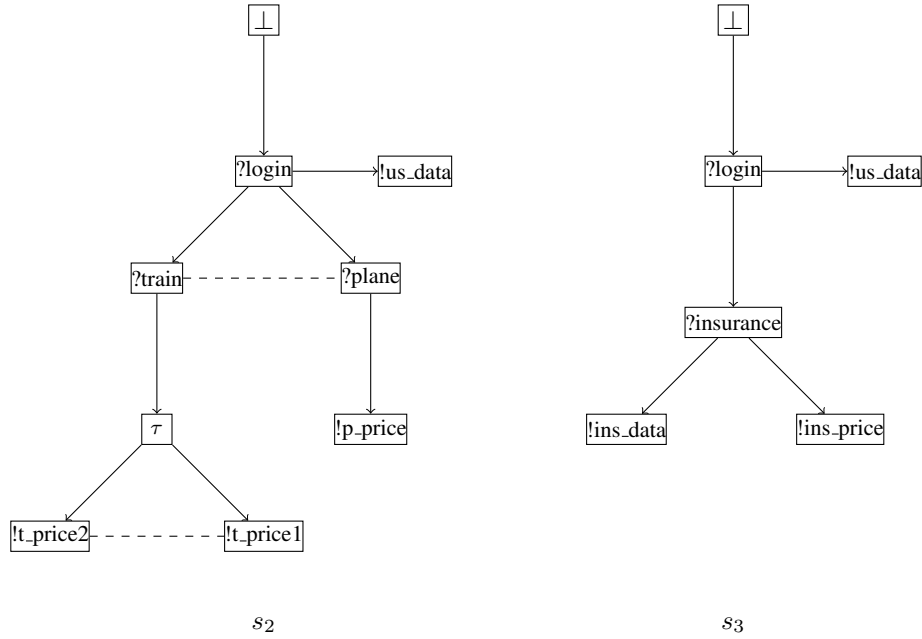 ⊥ ⊥
?login !us_data ?login !us_data
?train ?plane
?insurance
τ !p_price !ins_data !ins_price
!t_price2 !t_price1
s₂ s₃